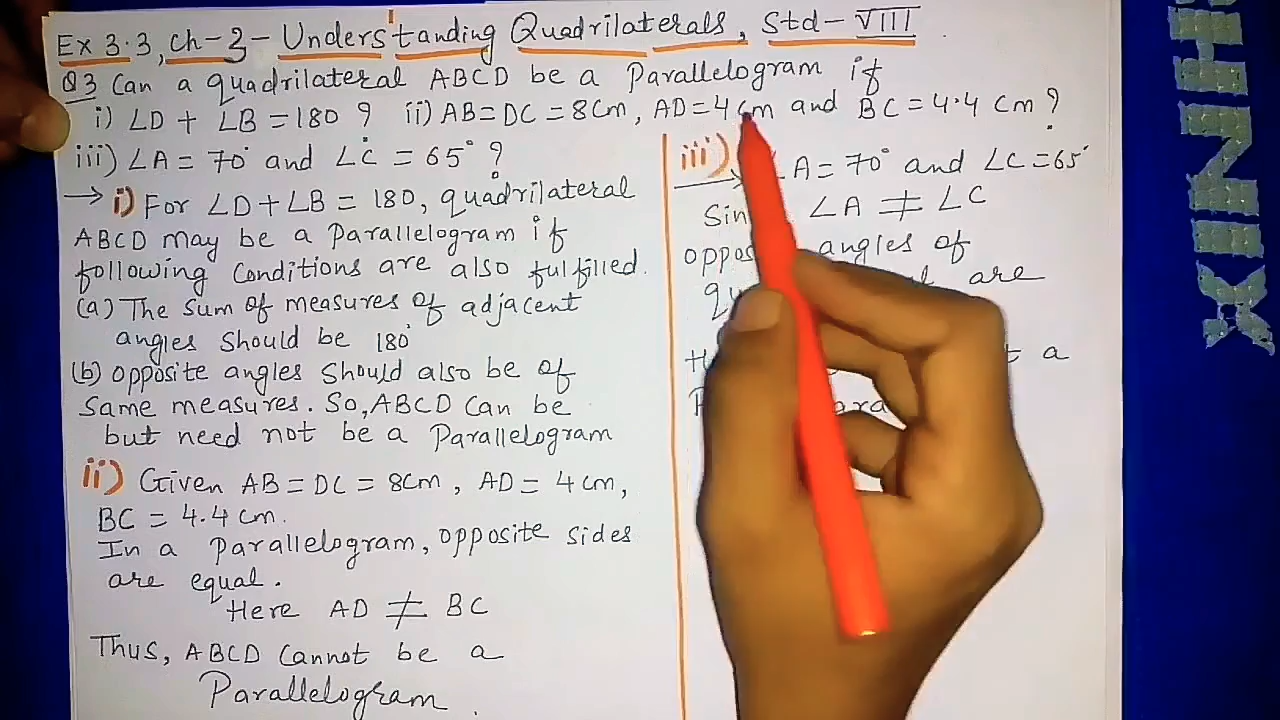 Ex 3.3, Ch-3- Understanding Quadrilaterals, Std- VIII.
Q3 Can a quadrilateral ABCD be a Parallelogram if
i) ∠D + ∠B = 180 ? ii) AB = DC = 8cm, AD = 4cm and BC = 4.4 cm ?
iii) ∠A = 70° and ∠C = 65° ?
→ i) For ∠D + ∠B = 180, quadrilateral
ABCD may be a Parallelogram if
following Conditions are also fulfilled.
(a) The Sum of measures of adjacent
angles should be 180°
(b) opposite angles should also be of
Same measures. So, ABCD can be
but need not be a Parallelogram
ii) Given AB = DC = 8cm, AD = 4 cm,
BC = 4.4 cm.
In a parallelogram, opposite sides
are equal.
Here AD ≠ BC
Thus, ABCD Cannot be a
Parallelogram.
iii) ∠A = 70° and ∠C = 65°
∠A ≠ ∠C
angles of
are
a
PHNIX